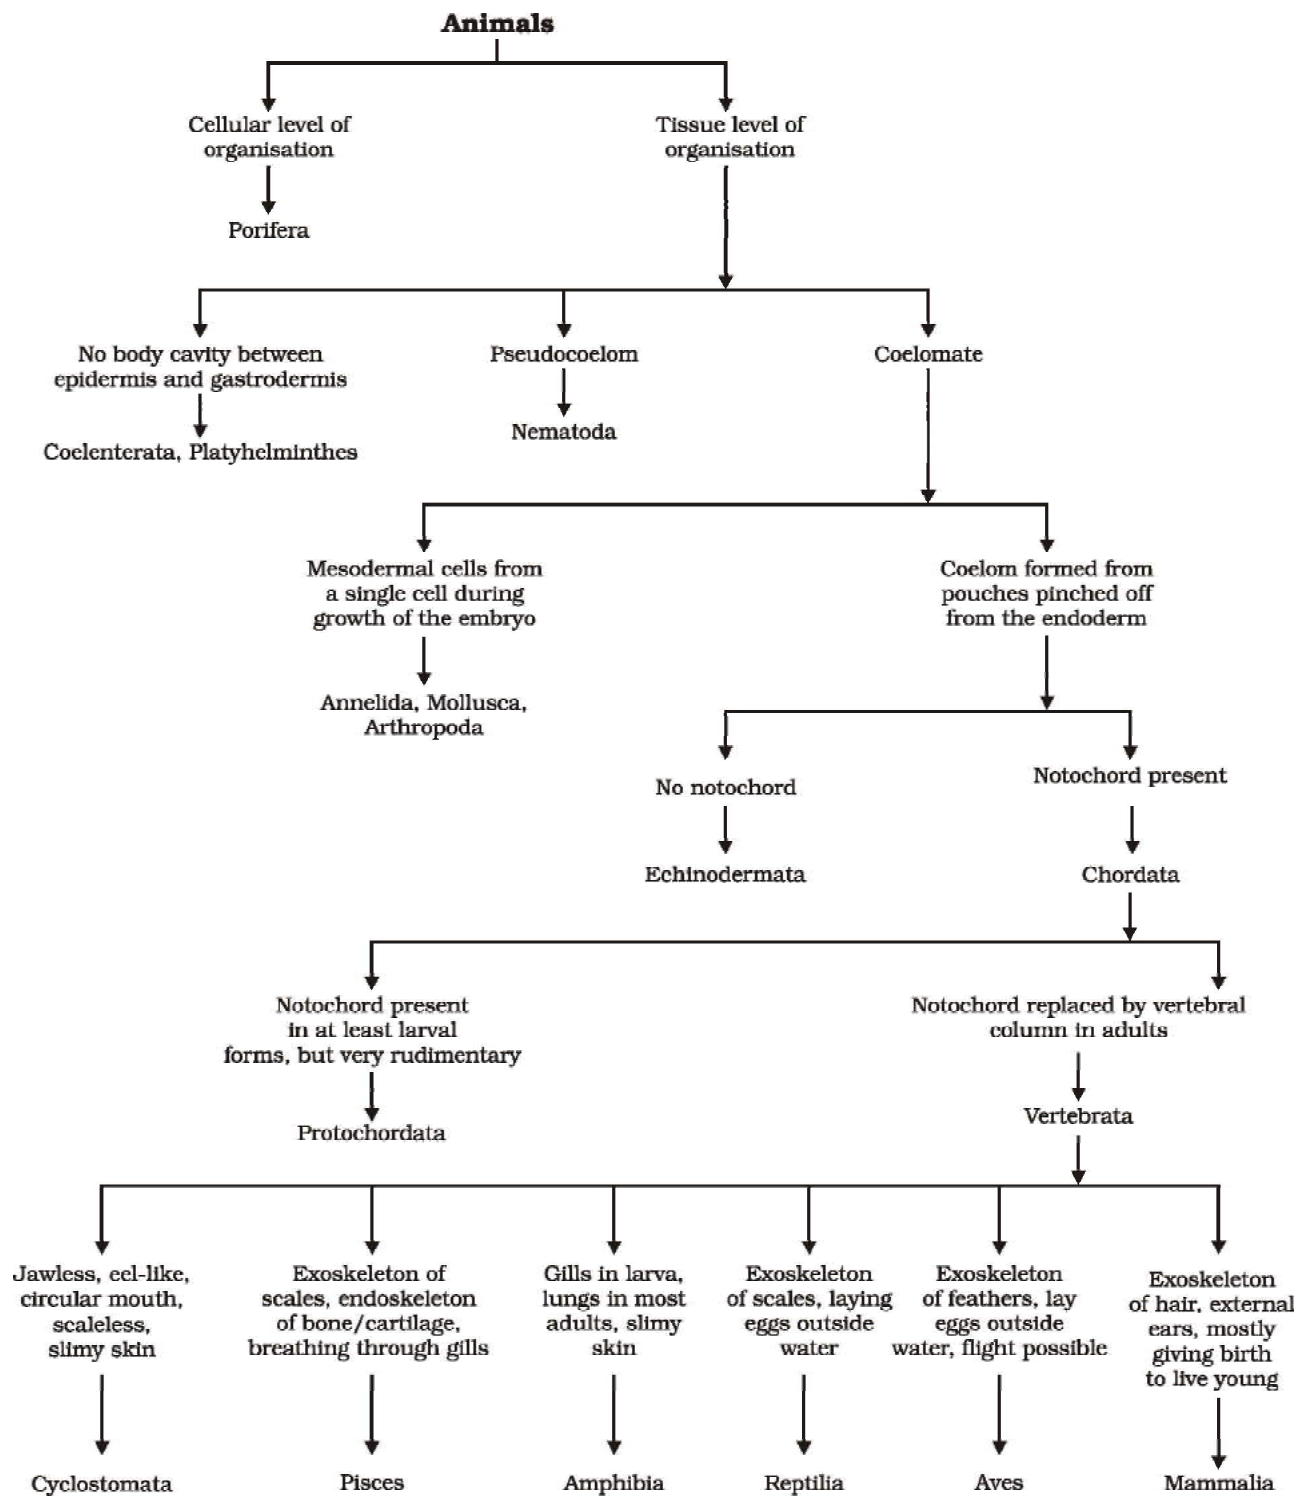 Animals
Cellular level of
organisation
Tissue level of
organisation
Porifera
No body cavity between
epidermis and gastrodermis
Pseudocoelom
Coelomate
Coelenterata, Platyhelminthes
Nematoda
Mesodermal cells from
a single cell during
growth of the embryo
Coelom formed from
pouches pinched off
from the endoderm
Annelida, Mollusca,
Arthropoda
No notochord
Notochord present
Echinodermata
Chordata
Notochord present
in at least larval
forms, but very rudimentary
Notochord replaced by vertebral
column in adults
Protochordata
Vertebrata
Jawless, eel-like,
circular mouth,
scaleless,
slimy skin
Exoskeleton of
scales, endoskeleton
of bone/cartilage,
breathing through gills
Gills in larva,
lungs in most
adults, slimy
skin
Exoskeleton
of scales, laying
eggs outside
water
Exoskeleton
of feathers, lay
eggs outside
water, flight possible
Exoskeleton
of hair, external
ears, mostly
giving birth
to live young
Cyclostomata
Pisces
Amphibia
Reptilia
Aves
Mammalia